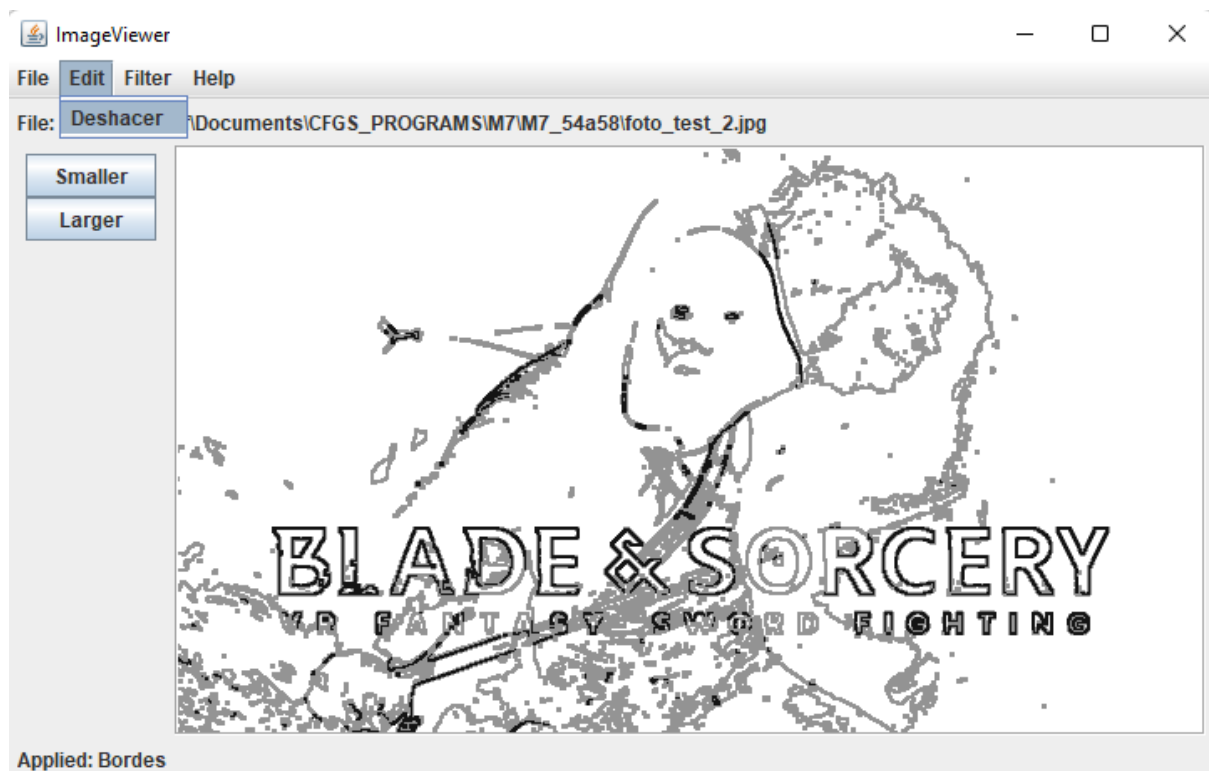 ImageViewer
File Edit Filter Help
Deshacer
File: \Documents\CFGS_PROGRAMS\M7\M7_54a58\foto_test_2.jpg
Smaller
Larger
BLADE & SORCERY
VR FANTASY SWORD FIGHTING
Applied: Bordes